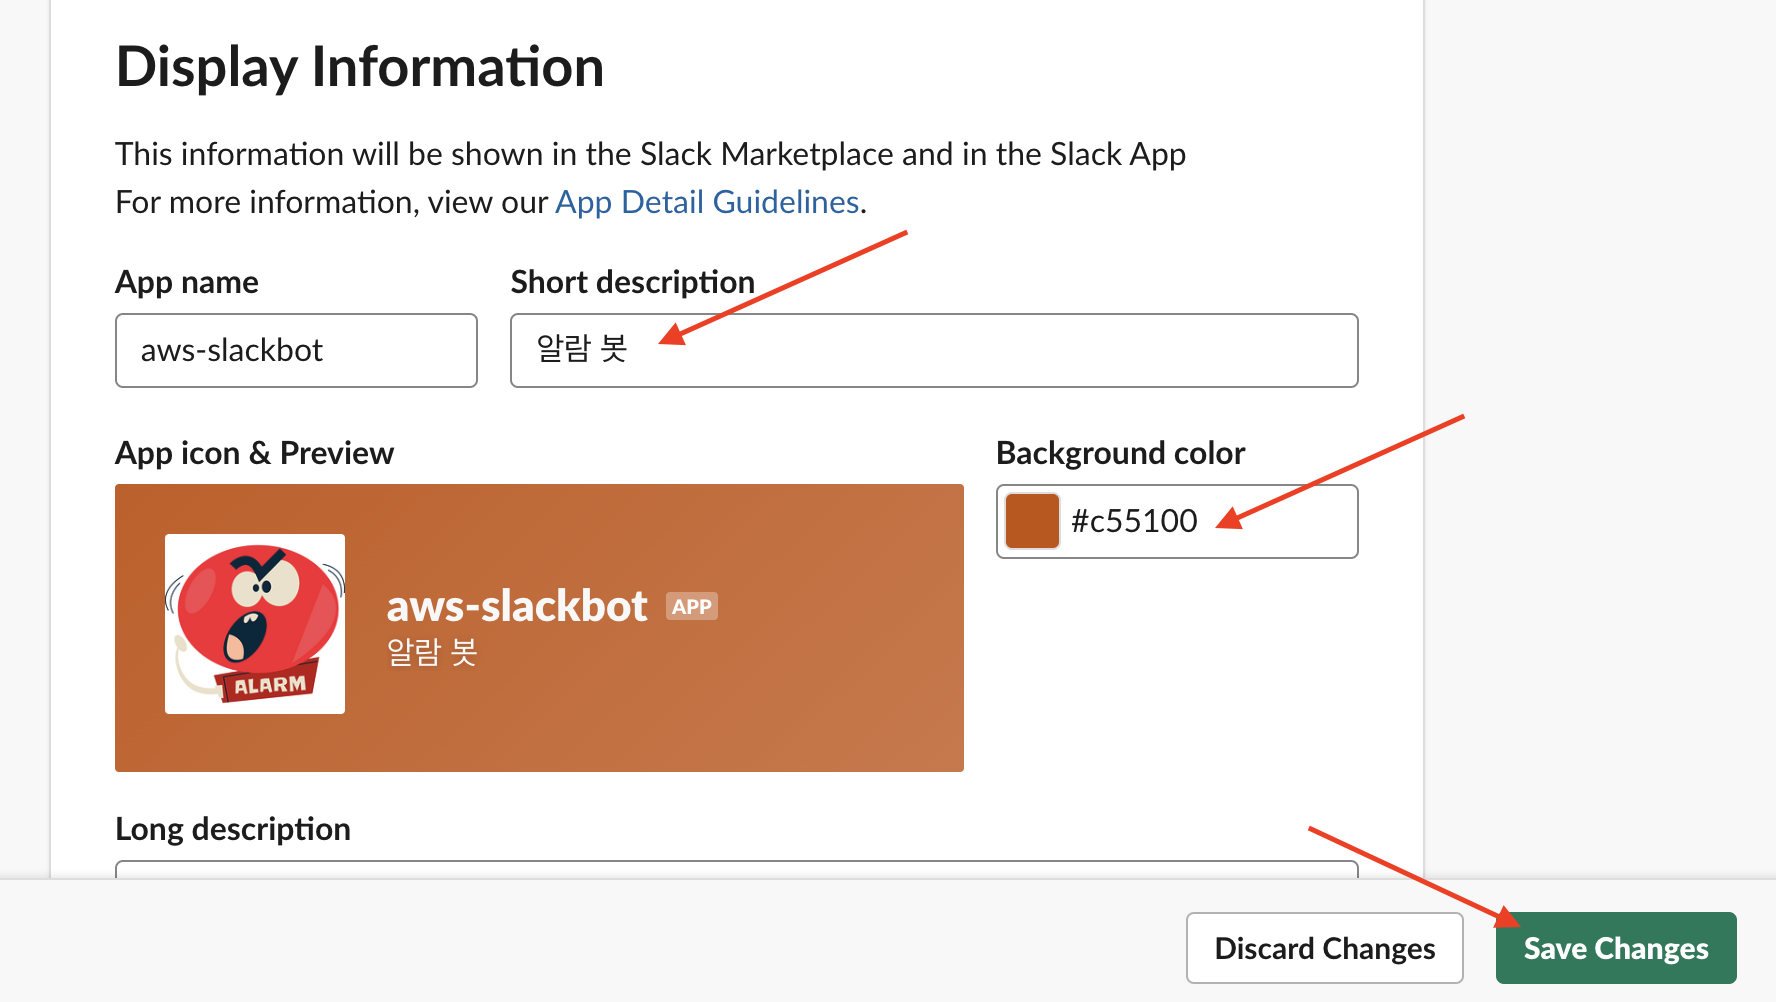 Display Information
This information will be shown in the Slack Marketplace and in the Slack App
For more information, view our App Detail Guidelines.
App name
Short description
aws-slackbot
알람 봇
App icon & Preview
Background color
#c55100
ALARM
aws-slackbot APP
알람 봇
Long description
Discard Changes
Save Changes